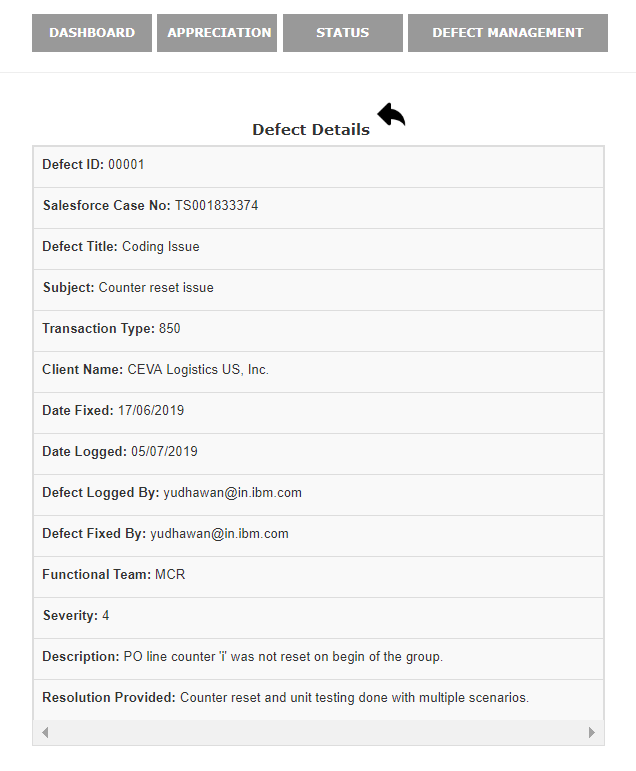 DASHBOARD APPRECIATION STATUS DEFECT MANAGEMENT
Defect Details
Defect ID: 00001
Salesforce Case No: TS001833374
Defect Title: Coding Issue
Subject: Counter reset issue
Transaction Type: 850
Client Name: CEVA Logistics US, Inc.
Date Fixed: 17/06/2019
Date Logged: 05/07/2019
Defect Logged By: yudhawan@in.ibm.com
Defect Fixed By: yudhawan@in.ibm.com
Functional Team: MCR
Severity: 4
Description: PO line counter 'i' was not reset on begin of the group.
Resolution Provided: Counter reset and unit testing done with multiple scenarios.